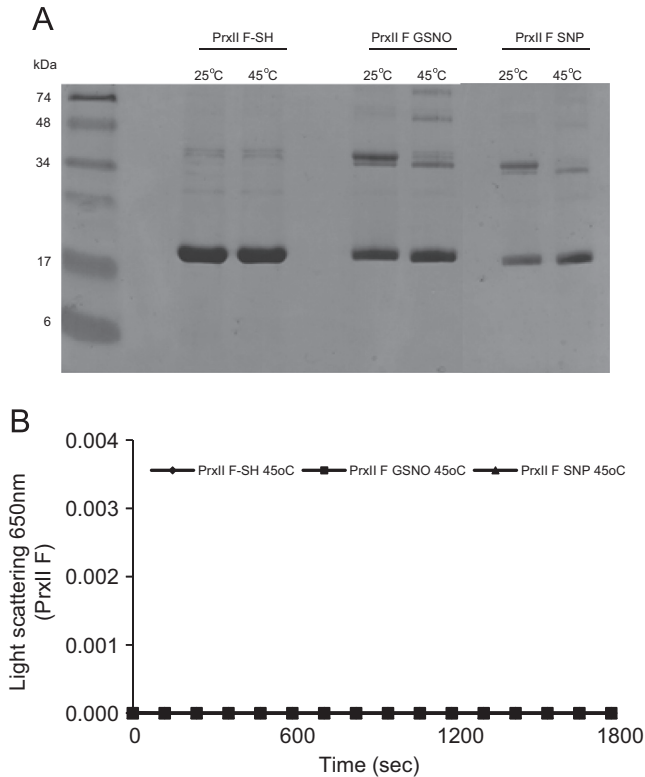 A
PrxII F-SH PrxII F GSNO PrxII F SNP
kDa 25°C 45°C 25°C 45°C 25°C 45°C
74
48
34
17
6
B
Light scattering 650nm
(PrxII F)
0.004
PrxII F-SH 45oC PrxII F GSNO 45oC PrxII F SNP 45oC
0.003
0.002
0.001
0.000
0 600 1200 1800
Time (sec)